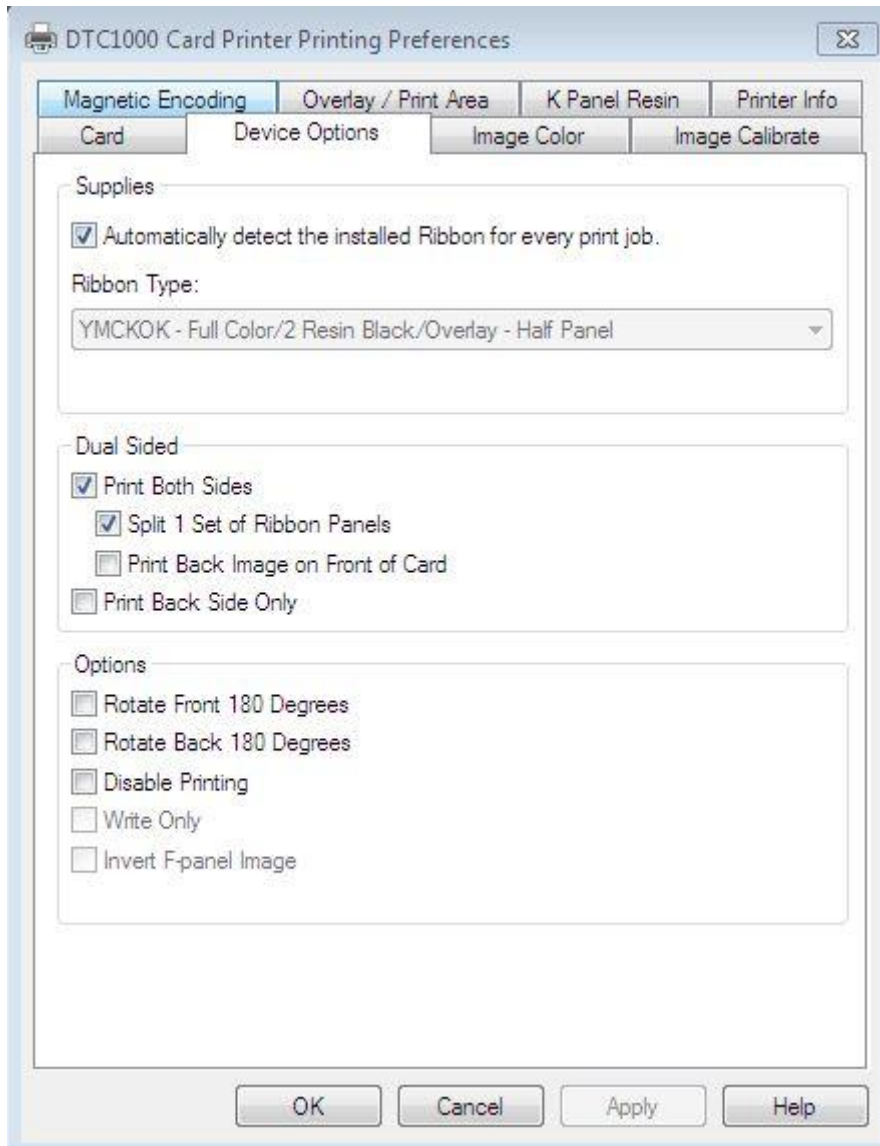 DTC1000 Card Printer Printing Preferences
Magnetic Encoding Overlay / Print Area K Panel Resin Printer Info
Card Device Options Image Color Image Calibrate
Supplies
Automatically detect the installed Ribbon for every print job.
Ribbon Type:
YMCKOK - Full Color/2 Resin Black/Overlay - Half Panel
Dual Sided
Print Both Sides
Split 1 Set of Ribbon Panels
Print Back Image on Front of Card
Print Back Side Only
Options
Rotate Front 180 Degrees
Rotate Back 180 Degrees
Disable Printing
Write Only
Invert F-panel Image
OK Cancel Apply Help